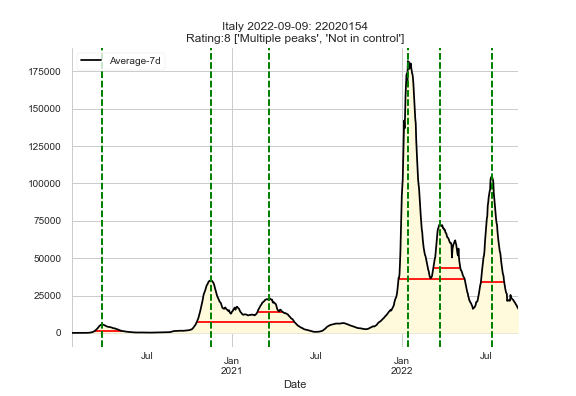 Italy 2022-09-09: 22020154
Rating:8 ['Multiple peaks', 'Not in control']
Average-7d
175000
150000
125000
100000
75000
50000
25000
0
Jul
Jan
2021
Jul
Jan
2022
Jul
Date